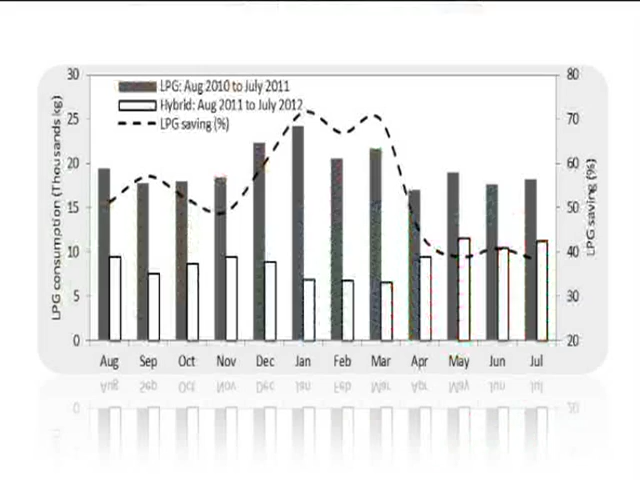 30
25
20
15
10
5
0
LPG consumption (Thousands kg)
LPG: Aug 2010 to July 2011
Hybrid: Aug 2011 to July 2012
LPG saving (%)
80
70
60
50
40
30
20
LPG saving (%)
Aug Sep Oct Nov Dec Jan Feb Mar Apr May Jun Jul